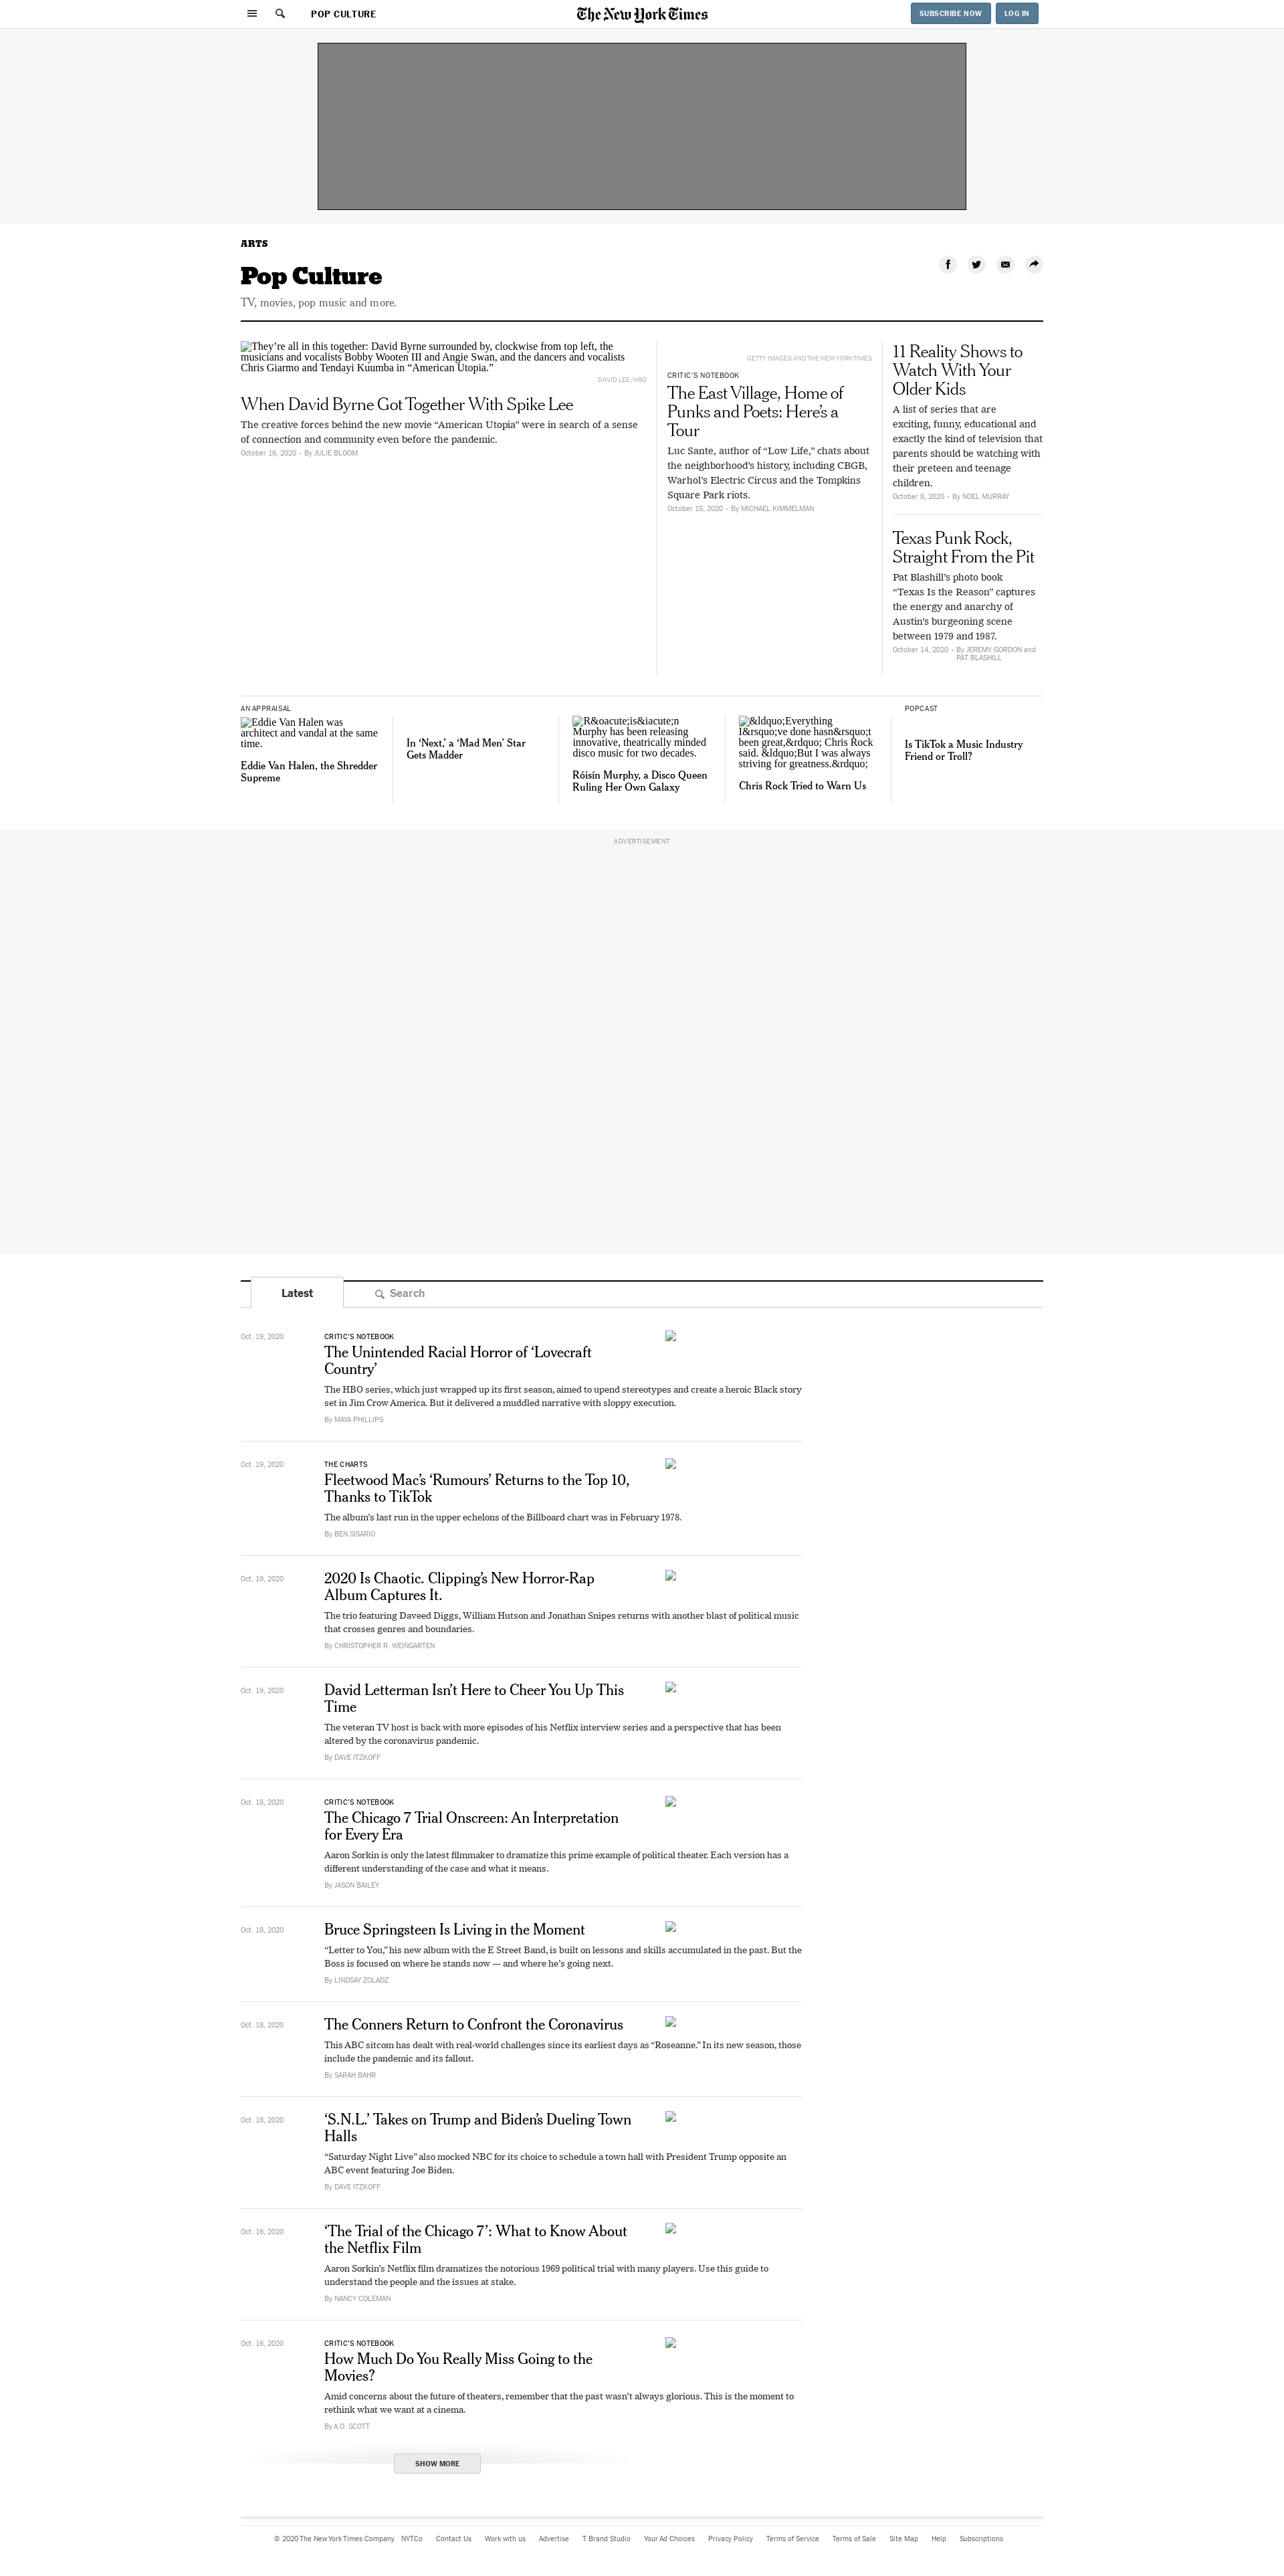 POP CULTURE
The New York Times
SUBSCRIBE NOW
LOG IN
ARTS
Pop Culture
TV, movies, pop music and more.
They’re all in this together: David Byrne surrounded by, clockwise from top left, the
musicians and vocalists Bobby Wooten III and Angie Swan, and the dancers and vocalists
Chris Giarmo and Tendayi Kuumba in “American Utopia.”
DAVID LEE/HBO
When David Byrne Got Together With Spike Lee
The creative forces behind the new movie “American Utopia” were in search of a sense
of connection and community even before the pandemic.
October 16, 2020 - By JULIE BLOOM
GETTY IMAGES AND THE NEW YORK TIMES
CRITIC’S NOTEBOOK
The East Village, Home of
Punks and Poets: Here’s a
Tour
Luc Sante, author of “Low Life,” chats about
the neighborhood’s history, including CBGB,
Warhol’s Electric Circus and the Tompkins
Square Park riots.
October 15, 2020 - By MICHAEL KIMMELMAN
11 Reality Shows to
Watch With Your
Older Kids
A list of series that are
exciting, funny, educational and
exactly the kind of television that
parents should be watching with
their preteen and teenage
children.
October 8, 2020 - By NOEL MURRAY
Texas Punk Rock,
Straight From the Pit
Pat Blashill’s photo book
“Texas Is the Reason” captures
the energy and anarchy of
Austin’s burgeoning scene
between 1979 and 1987.
October 14, 2020 - By JEREMY GORDON and
PAT BLASHILL
AN APPRAISAL
Eddie Van Halen was
architect and vandal at the same
time.
Eddie Van Halen, the Shredder
Supreme
In ‘Next,’ a ‘Mad Men’ Star
Gets Madder
R&oacute;is&iacute;n
Murphy has been releasing
innovative, theatrically minded
disco music for two decades.
Róisín Murphy, a Disco Queen
Ruling Her Own Galaxy
&ldquo;Everything
I&rsquo;ve done hasn&rsquo;t
been great,&rdquo; Chris Rock
said. &ldquo;But I was always
striving for greatness.&rdquo;
Chris Rock Tried to Warn Us
POPCAST
Is TikTok a Music Industry
Friend or Troll?
ADVERTISEMENT
Latest
Search
Oct. 19, 2020
CRITIC’S NOTEBOOK
The Unintended Racial Horror of ‘Lovecraft
Country’
The HBO series, which just wrapped up its first season, aimed to upend stereotypes and create a heroic Black story
set in Jim Crow America. But it delivered a muddled narrative with sloppy execution.
By MAYA PHILLIPS
Oct. 19, 2020
THE CHARTS
Fleetwood Mac’s ‘Rumours’ Returns to the Top 10,
Thanks to TikTok
The album’s last run in the upper echelons of the Billboard chart was in February 1978.
By BEN SISARIO
Oct. 19, 2020
2020 Is Chaotic. Clipping’s New Horror-Rap
Album Captures It.
The trio featuring Daveed Diggs, William Hutson and Jonathan Snipes returns with another blast of political music
that crosses genres and boundaries.
By CHRISTOPHER R. WEINGARTEN
Oct. 19, 2020
David Letterman Isn’t Here to Cheer You Up This
Time
The veteran TV host is back with more episodes of his Netflix interview series and a perspective that has been
altered by the coronavirus pandemic.
By DAVE ITZKOFF
Oct. 18, 2020
CRITIC’S NOTEBOOK
The Chicago 7 Trial Onscreen: An Interpretation
for Every Era
Aaron Sorkin is only the latest filmmaker to dramatize this prime example of political theater. Each version has a
different understanding of the case and what it means.
By JASON BAILEY
Oct. 18, 2020
Bruce Springsteen Is Living in the Moment
“Letter to You,” his new album with the E Street Band, is built on lessons and skills accumulated in the past. But the
Boss is focused on where he stands now — and where he’s going next.
By LINDSAY ZOLADZ
Oct. 18, 2020
The Conners Return to Confront the Coronavirus
This ABC sitcom has dealt with real-world challenges since its earliest days as “Roseanne.” In its new season, those
include the pandemic and its fallout.
By SARAH BAHR
Oct. 18, 2020
‘S.N.L.’ Takes on Trump and Biden’s Dueling Town
Halls
“Saturday Night Live” also mocked NBC for its choice to schedule a town hall with President Trump opposite an
ABC event featuring Joe Biden.
By DAVE ITZKOFF
Oct. 16, 2020
‘The Trial of the Chicago 7’: What to Know About
the Netflix Film
Aaron Sorkin’s Netflix film dramatizes the notorious 1969 political trial with many players. Use this guide to
understand the people and the issues at stake.
By NANCY COLEMAN
Oct. 16, 2020
CRITIC’S NOTEBOOK
How Much Do You Really Miss Going to the
Movies?
Amid concerns about the future of theaters, remember that the past wasn’t always glorious. This is the moment to
rethink what we want at a cinema.
By A.O. SCOTT
SHOW MORE
© 2020 The New York Times Company NYTCo Contact Us Work with us Advertise T Brand Studio Your Ad Choices Privacy Policy Terms of Service Terms of Sale Site Map Help Subscriptions